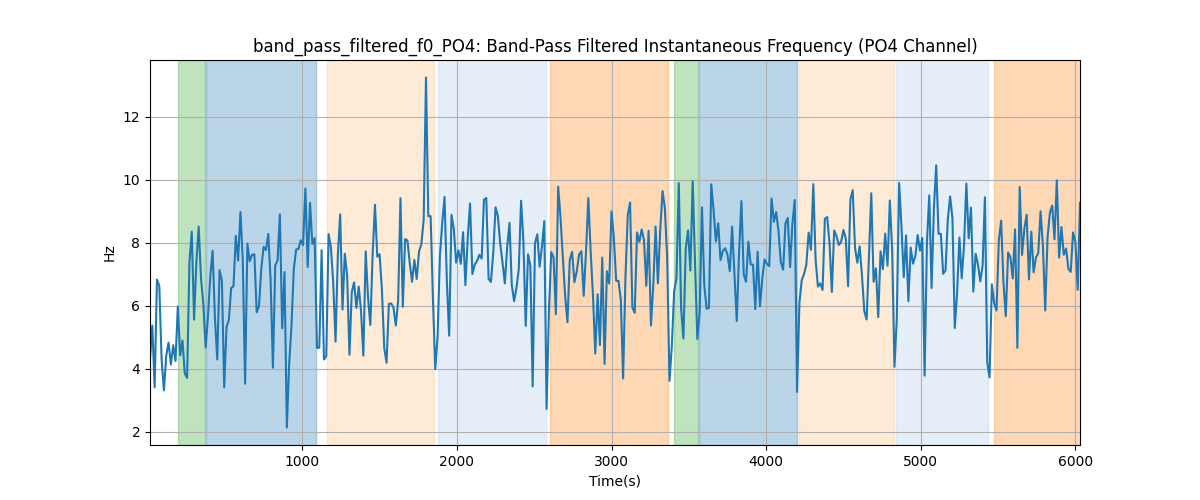 band_pass_filtered_f0_PO4: Band-Pass Filtered Instantaneous Frequency (PO4 Channel)
12
10
8
6
4
2
Hz
1000 2000 3000 4000 5000 6000
Time(s)